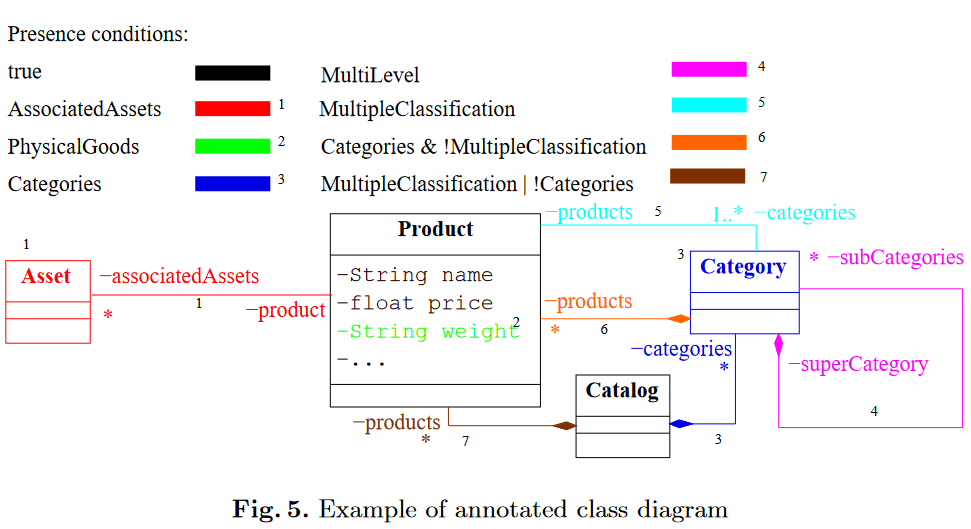 Presence conditions:
true
AssociatedAssets 1
PhysicalGoods 2
Categories 3
MultiLevel 4
MultipleClassification 5
Categories & !MultipleClassification 6
MultipleClassification | !Categories 7
−products 5 1..* −categories
1
Asset
−associatedAssets
1
*
−product
Product
−String name
−float price
−String weight 2
−...
3
Category
* −subCategories
−products
* 6
−categories
*
−superCategory
4
Catalog
−products
* 7
3
Fig. 5. Example of annotated class diagram